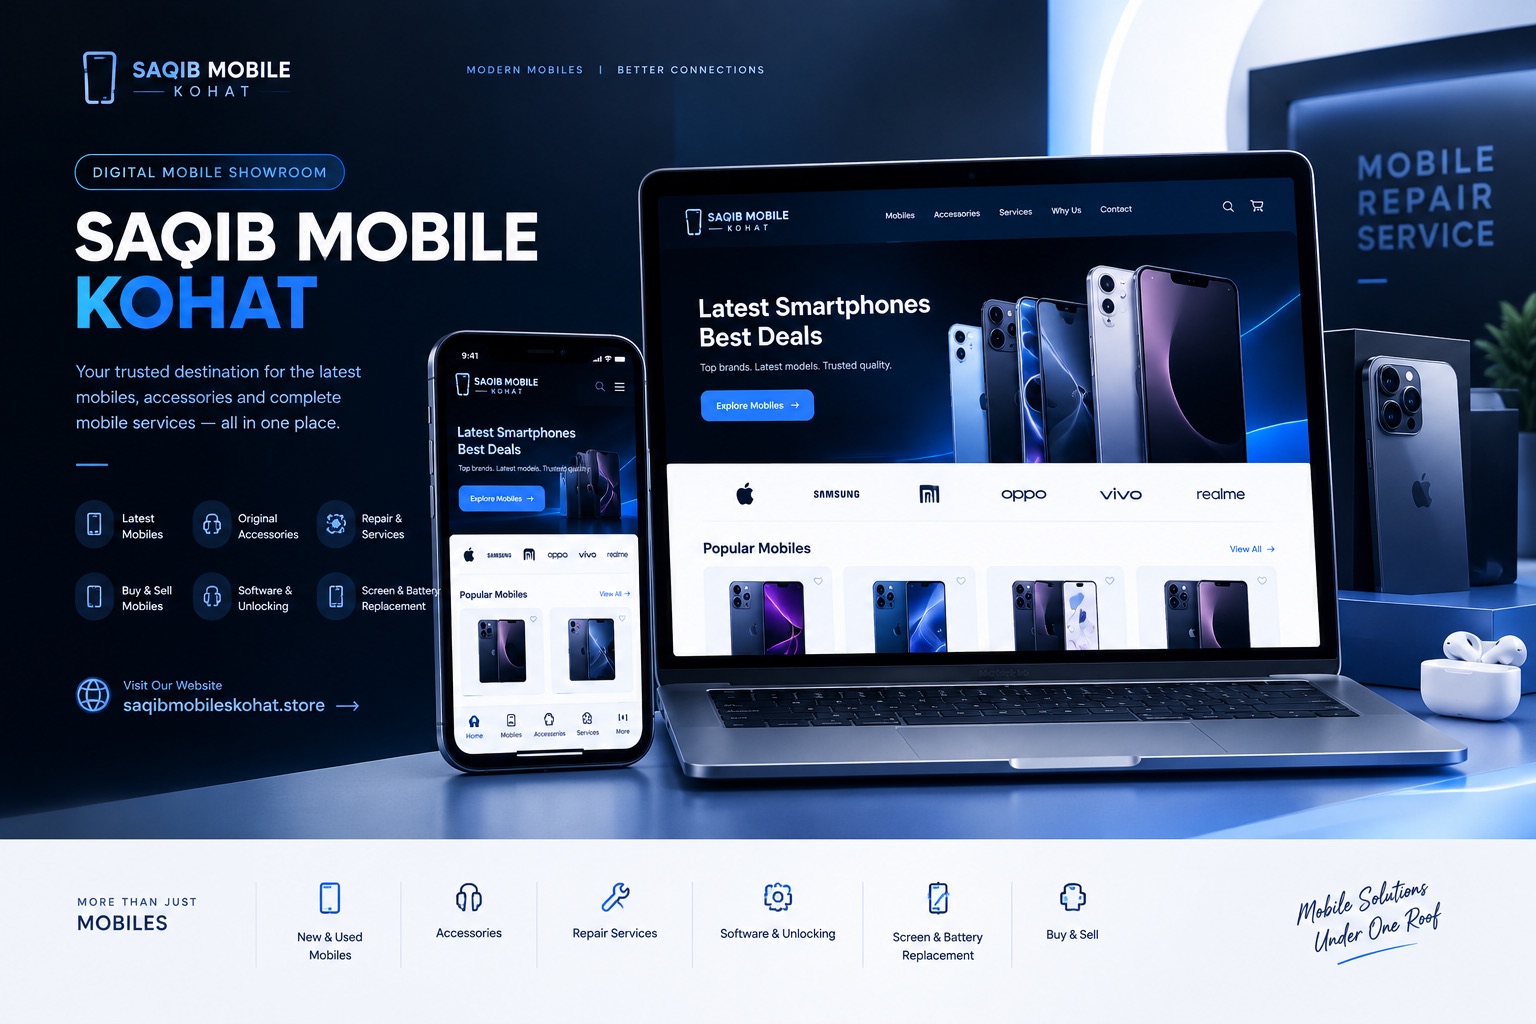 SAQIB MOBILE
KOHAT
MODERN MOBILES | BETTER CONNECTIONS
DIGITAL MOBILE SHOWROOM
SAQIB MOBILE
KOHAT
Your trusted destination for the latest
mobiles, accessories and complete
mobile services — all in one place.
Latest
Mobiles
Original
Accessories
Repair &
Services
Buy & Sell
Mobiles
Software &
Unlocking
Screen & Battery
Replacement
Visit Our Website
saqibmobileskohat.store
9:41
SAQIB MOBILE
KOHAT
Latest Smartphones
Best Deals
Top brands. Latest models. Trusted quality.
Explore Mobiles
SAMSUNG
oppo
vivo
realme
Popular Mobiles
View All
Home
Mobiles
Accessories
Services
More
SAQIB MOBILE
KOHAT
Mobiles
Accessories
Services
Why Us
Contact
Latest Smartphones
Best Deals
Top brands. Latest models. Trusted quality.
Explore Mobiles
SAMSUNG
oppo
vivo
realme
Popular Mobiles
View All
MOBILE
REPAIR
SERVICE
MORE THAN JUST
MOBILES
New & Used
Mobiles
Accessories
Repair Services
Software & Unlocking
Screen & Battery
Replacement
Buy & Sell
Mobile Solutions
Under One Roof